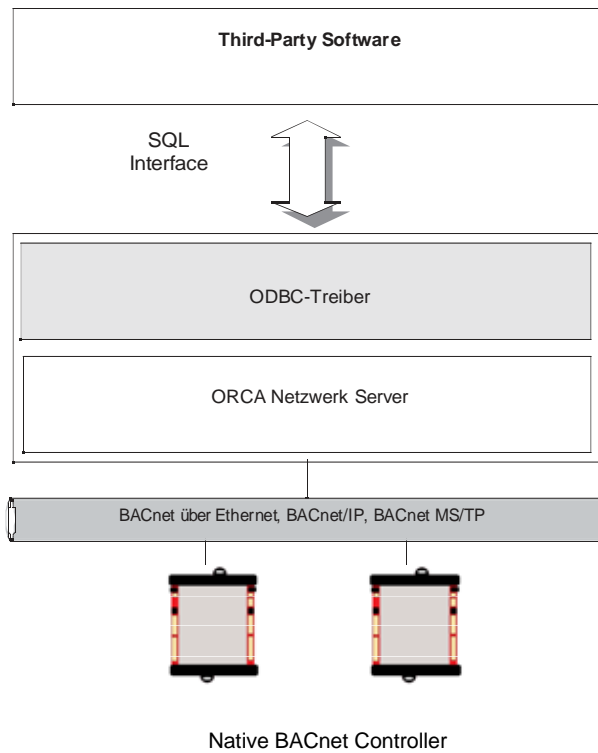 Third-Party Software
SQL
Interface
ODBC-Treiber
ORCA Netzwerk Server
BACnet über Ethernet, BACnet/IP, BACnet MS/TP
Native BACnet Controller